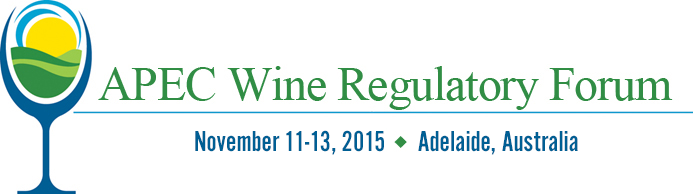 APEC Wine Regulatory Forum
November 11-13, 2015 ◆ Adelaide, Australia